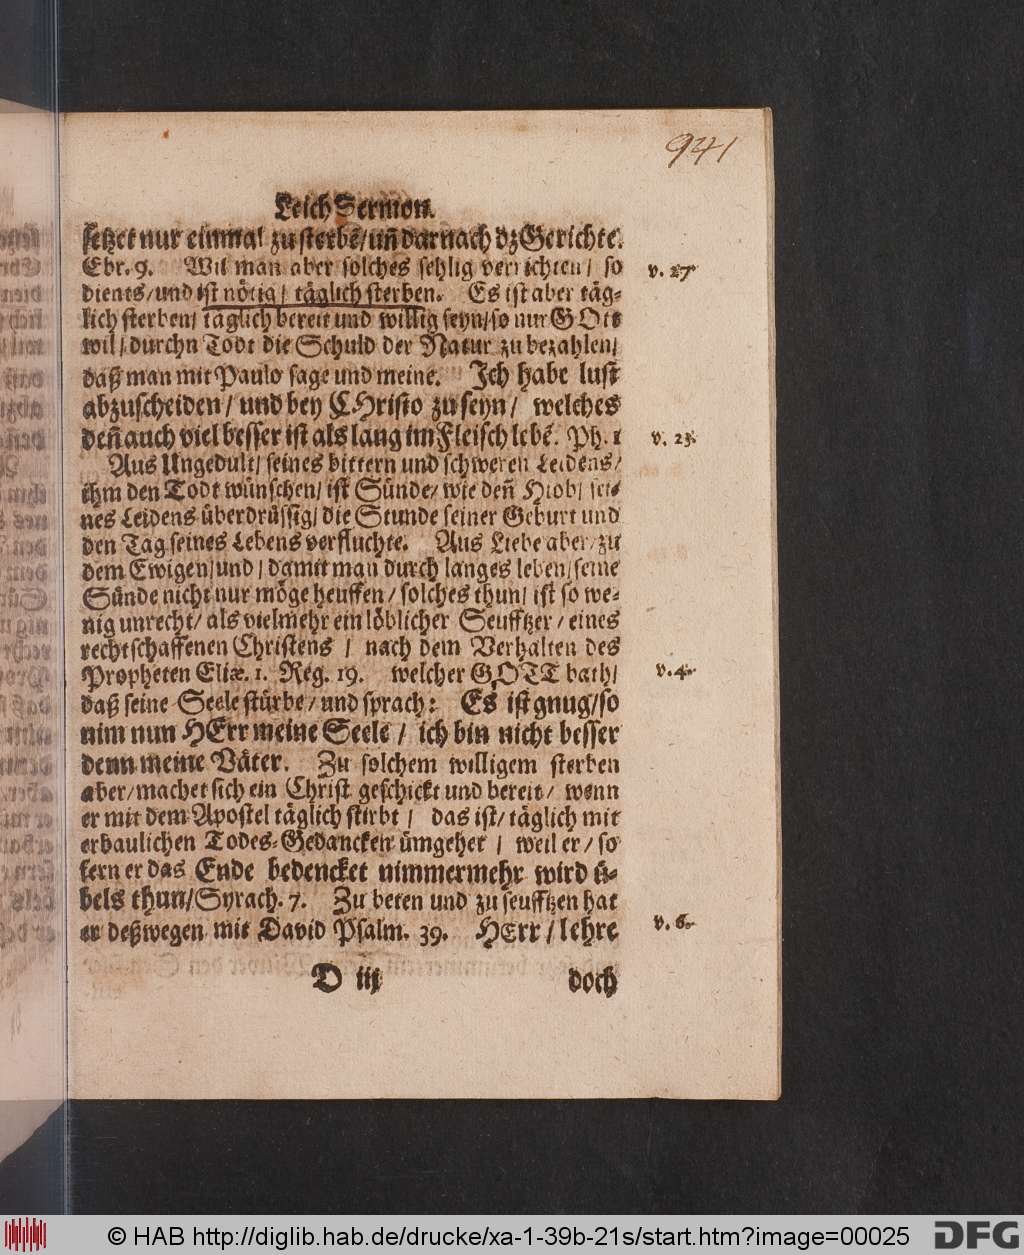 941
Leich Sermon.
setzet nur einmal zu sterbẽ/ uñ darnach dz Gerichte.
Ebr. 9. Wil man aber solches sehlig verrichten/ so v. 27.
dients/ und ist nötig/ täglich sterben. Es ist aber täg-
lich sterben/ täglich bereit und willig seyn/ so nur GOtt
wil/ durchn Todt die Schuld der Natur zu bezahlen/
daß man mit Paulo sage und meine. Ich habe lust
abzuscheiden/ und bey CHristo zu seyn/ welches
deñ auch viel besser ist als lang im Fleisch lebẽ. Ph. 1 v. 23.
Aus Ungedult/ seines bittern und schweren Leidens/
ihm den Todt wünschen/ ist Sünde/ wie deñ Hiob/ sei-
nes Leidens überdrüssig/ die Stunde seiner Geburt und
den Tag seines Lebens verfluchte. Aus Liebe aber/ zu
dem Ewigen/ und/ damit man durch langes leben/ seine
Sünde nicht nur möge heuffen/ solches thun/ ist so we-
nig unrecht/ als vielmehr ein löblicher Seufftzer/ eines
rechtschaffenen Christens/ nach dem Verhalten des
Propheten Eliæ. 1. Reg. 19. welcher GOTT bath/ v. 4.
daß seine Seele stürbe/ und sprach: Es ist gnug/ so
nim nun HErr meine Seele/ ich bin nicht besser
denn meine Väter. Zu solchem willigem sterben
aber/ machet sich ein Christ geschickt und bereit/ wenn
er mit dem Apostel täglich stirbt/ das ist/ täglich mit
erbaulichen Todes-Gedancken ümgehet/ weil er/ so
fern er das Ende bedencket nimmermehr wird ü-
bels thun/ Syrach. 7. Zu beten und zu seufftzen hat
er deßwegen mit David Psalm. 39. HErr/ lehre v. 6.
D iij doch
© HAB http://diglib.hab.de/drucke/xa-1-39b-21s/start.htm?image=00025 DFG